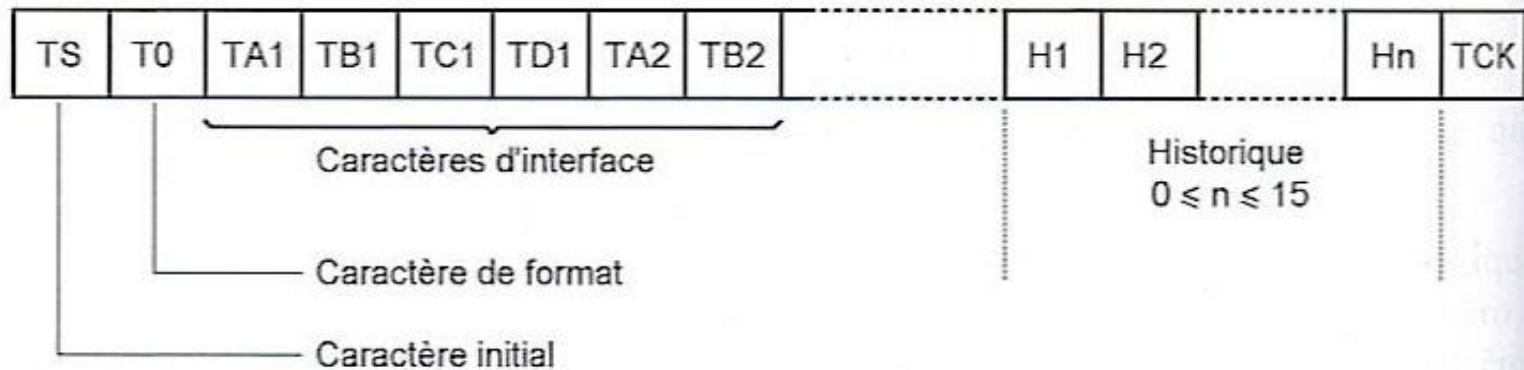 TS T0 TA1 TB1 TC1 TD1 TA2 TB2 H1 H2 Hn TCK
Caractères d'interface
Historique
0 ⩽ n ⩽ 15
Caractère de format
Caractère initial